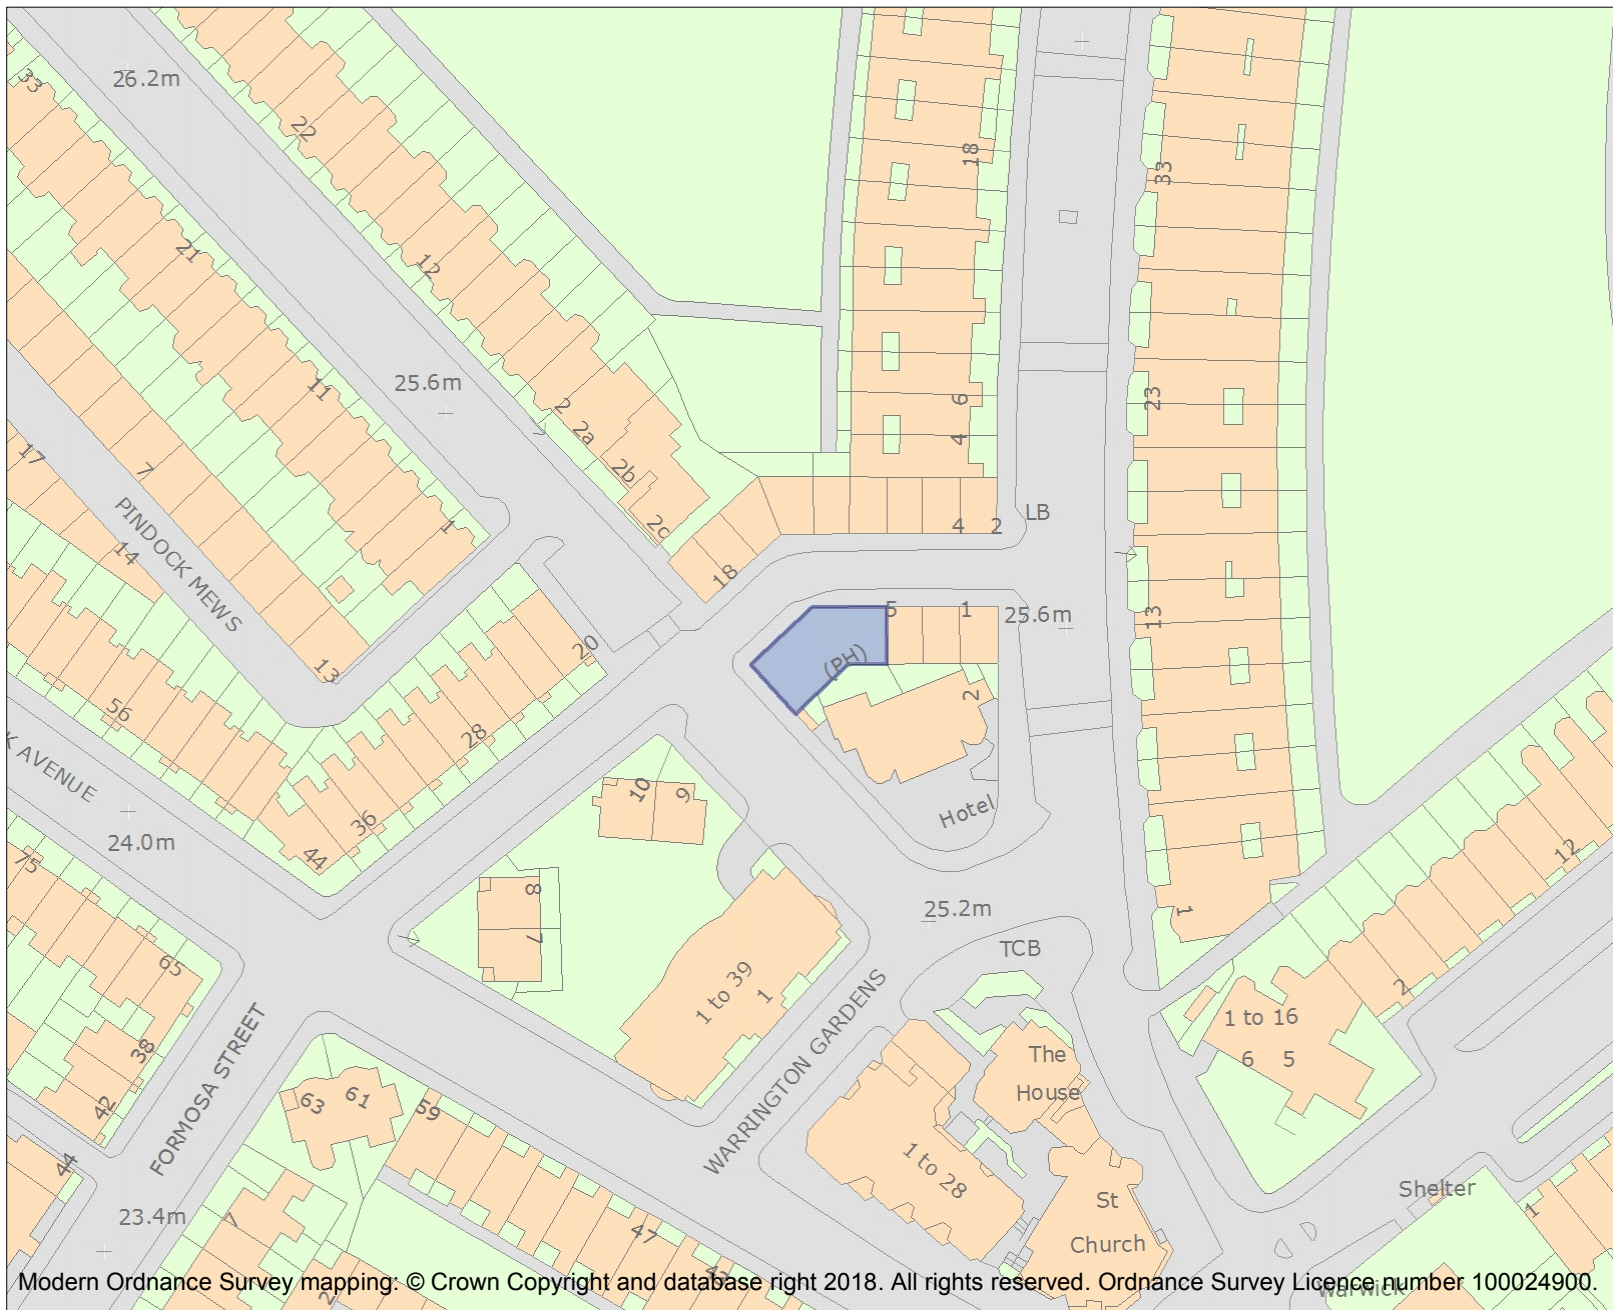 26.2m
33
22
18
33
21
12
25.6m
11
2
2a
2b
2c
6
4
23
17
7
1
PINDOCK MEWS
14
13
18
4
2
LB
5
1
25.6m
13
(PH)
2
20
56
28
36
44
K AVENUE
24.0m
10
9
Hotel
8
7
75
65
25.2m
TCB
1
12
2
1 to 39
1
WARRINGTON GARDENS
1 to 16
6
5
The
House
38
42
44
FORMOSA STREET
63
61
59
1 to 28
St
Church
Shelter
1
23.4m
7
47
43
2
Warwick
Modern Ordnance Survey mapping: © Crown Copyright and database right 2018. All rights reserved. Ordnance Survey Licence number 100024900.